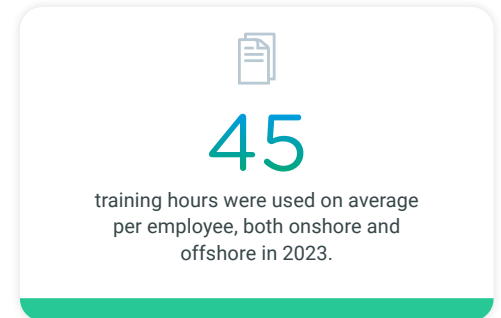 45
training hours were used on average
per employee, both onshore and
offshore in 2023.